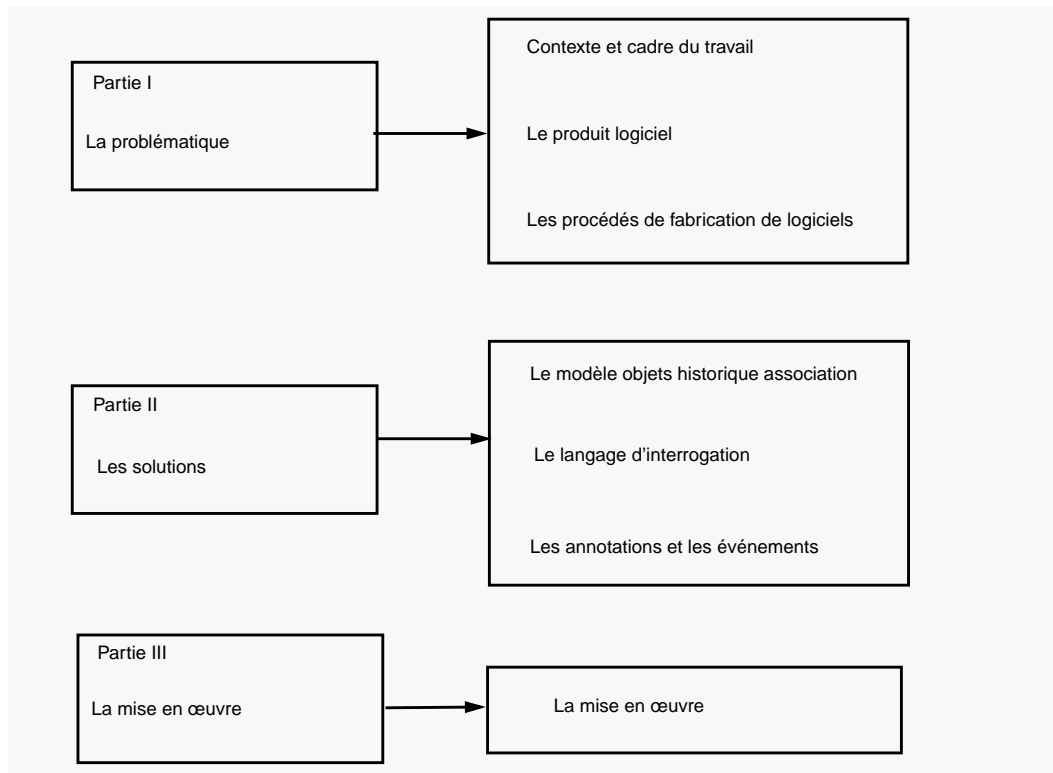 Partie I
La problématique
Contexte et cadre du travail
Le produit logiciel
Les procédés de fabrication de logiciels
Partie II
Les solutions
Le modèle objets historique association
Le langage d'interrogation
Les annotations et les événements
Partie III
La mise en œuvre
La mise en œuvre